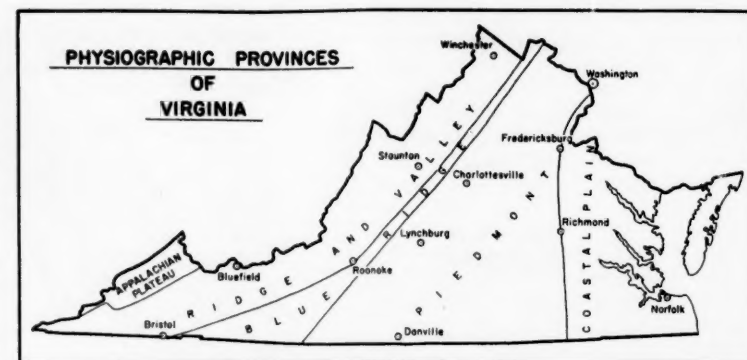 PHYSIOGRAPHIC PROVINCES
OF
VIRGINIA
Winchester
Washington
Fredericksburg
Staunton
Charlottesville
RIDGE AND VALLEY
BLUE RIDGE
PIEDMONT
COASTAL PLAIN
Richmond
Lynchburg
Roanoke
Bluefield
APPALACHIAN
PLATEAU
Norfolk
Bristol
Danville